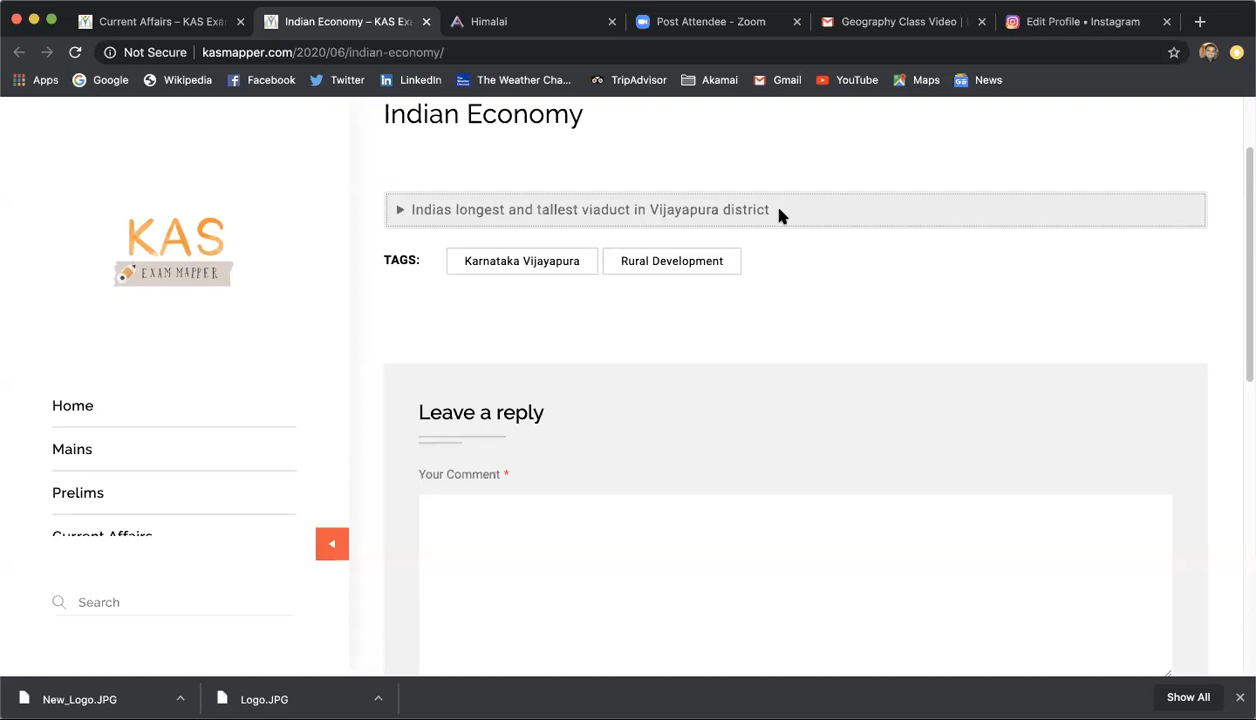 Current Affairs – KAS Exa
Indian Economy – KAS Exa
Himalai
Post Attendee - Zoom
Geography Class Video |
Edit Profile • Instagram
Not Secure | kasmapper.com/2020/06/indian-economy/
Apps
Google
Wikipedia
Facebook
Twitter
LinkedIn
The Weather Cha...
TripAdvisor
Akamai
Gmail
YouTube
Maps
News
Indian Economy
Indias longest and tallest viaduct in Vijayapura district
TAGS:
Karnataka Vijayapura
Rural Development
KAS
EXAM MAPPER
Home
Mains
Prelims
Current Affairs
Search
Leave a reply
Your Comment *
New_Logo.JPG
Logo.JPG
Show All